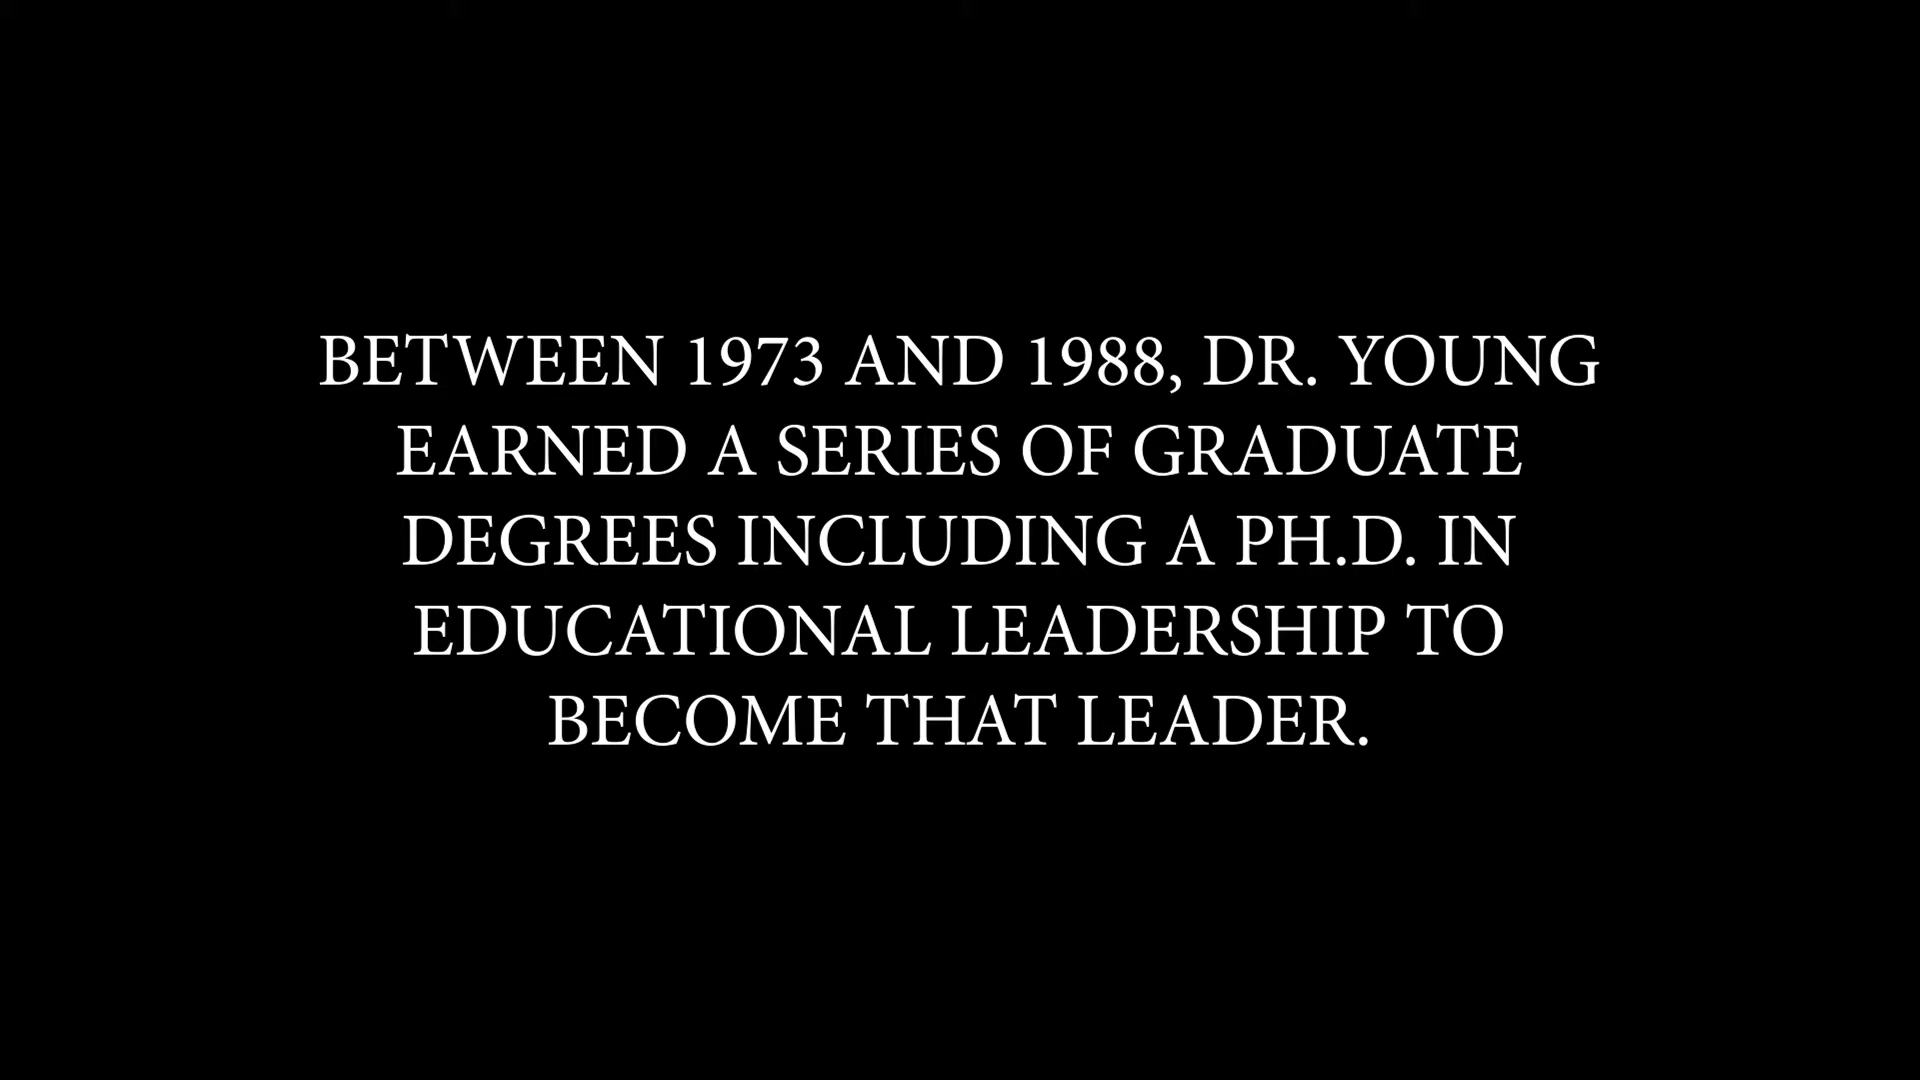 BETWEEN 1973 AND 1988, DR. YOUNG
EARNED A SERIES OF GRADUATE
DEGREES INCLUDING A PH.D. IN
EDUCATIONAL LEADERSHIP TO
BECOME THAT LEADER.